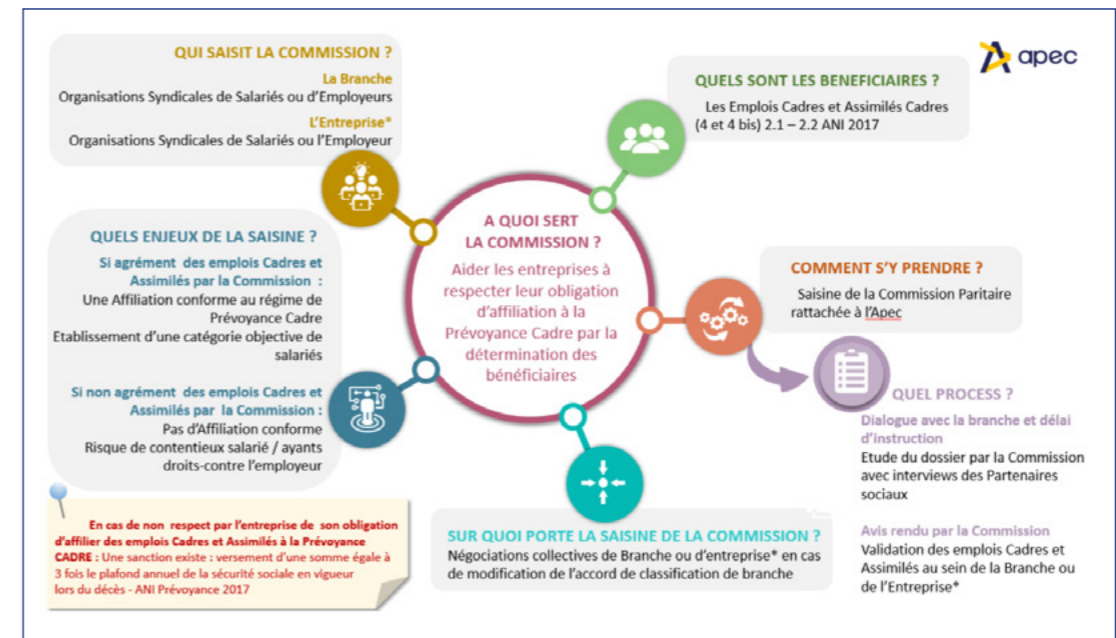 QUI SAISIT LA COMMISSION ?
La Branche
Organisations Syndicales de Salariés ou d'Employeurs
L'Entreprise*
Organisations Syndicales de Salariés ou l'Employeur
apec
QUELS SONT LES BENEFICIAIRES ?
Les Emplois Cadres et Assimilés Cadres
(4 et 4 bis) 2.1 – 2.2 ANI 2017
QUELS ENJEUX DE LA SAISINE ?
Si agrément des emplois Cadres et
Assimilés par la Commission :
Une Affiliation conforme au régime de
Prévoyance Cadre
Etablissement d'une catégorie objective de
salariés
Si non agrément des emplois Cadres et
Assimilés par la Commission :
Pas d'Affiliation conforme
Risque de contentieux salarié / ayants
droits-contre l'employeur
A QUOI SERT
LA COMMISSION ?
Aider les entreprises à
respecter leur obligation
d'affiliation à la
Prévoyance Cadre par la
détermination des
bénéficiaires
COMMENT S'Y PRENDRE ?
Saisine de la Commission Paritaire
rattachée à l'Apec
QUEL PROCESS ?
Dialogue avec la branche et délai
d'instruction
Etude du dossier par la Commission
avec interviews des Partenaires
sociaux
Avis rendu par la Commission
Validation des emplois Cadres et
Assimilés au sein de la Branche ou
de l'Entreprise*
SUR QUOI PORTE LA SAISINE DE LA COMMISSION ?
Négociations collectives de Branche ou d'entreprise* en cas
de modification de l'accord de classification de branche
En cas de non respect par l'entreprise de son obligation
d'affilier des emplois Cadres et Assimilés à la Prévoyance
CADRE : Une sanction existe : versement d'une somme égale à
3 fois le plafond annuel de la sécurité sociale en vigueur
lors du décès - ANI Prévoyance 2017